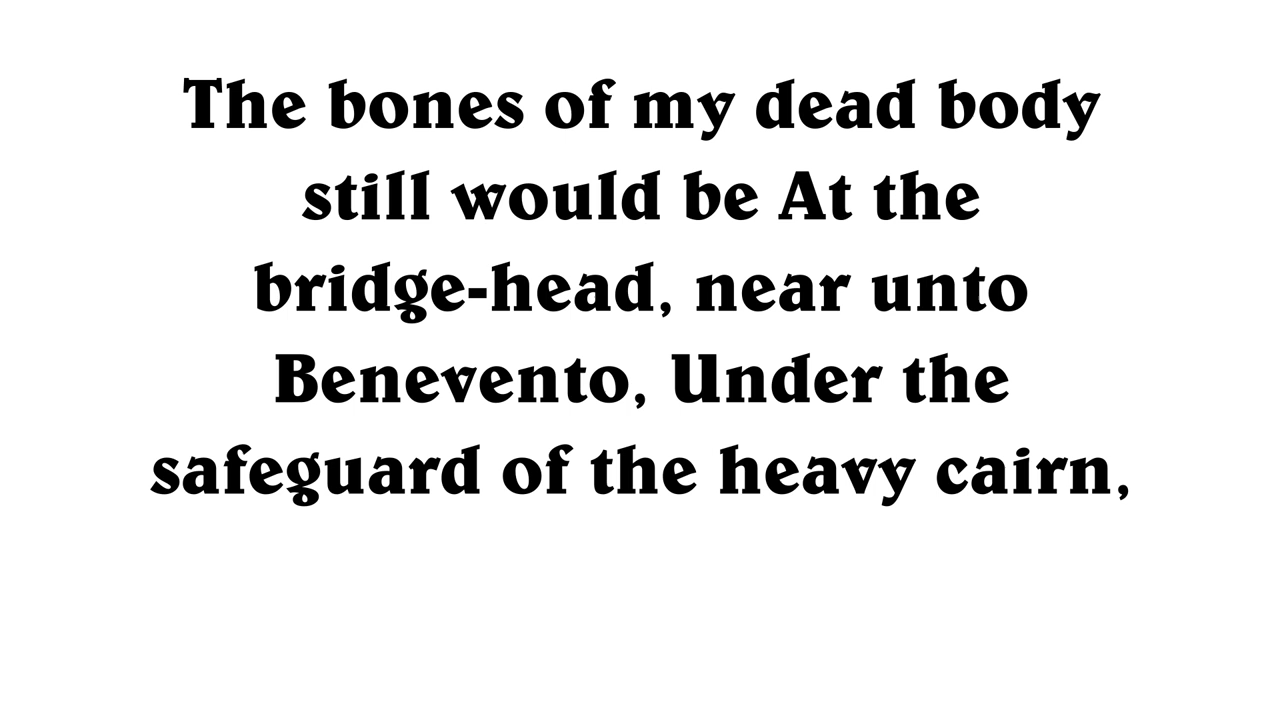 The bones of my dead body
still would be At the
bridge-head, near unto
Benevento, Under the
safeguard of the heavy cairn,